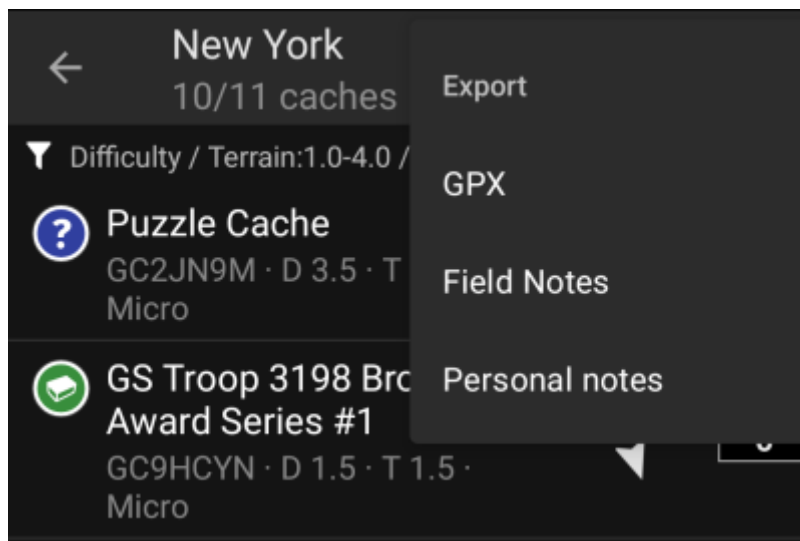 New York
10/11 caches
Export
Difficulty / Terrain:1.0-4.0 /
GPX
Puzzle Cache
GC2JN9M · D 3.5 · T
Micro
Field Notes
GS Troop 3198 Bro
Award Series #1
GC9HCYN · D 1.5 · T 1.5 ·
Micro
Personal notes